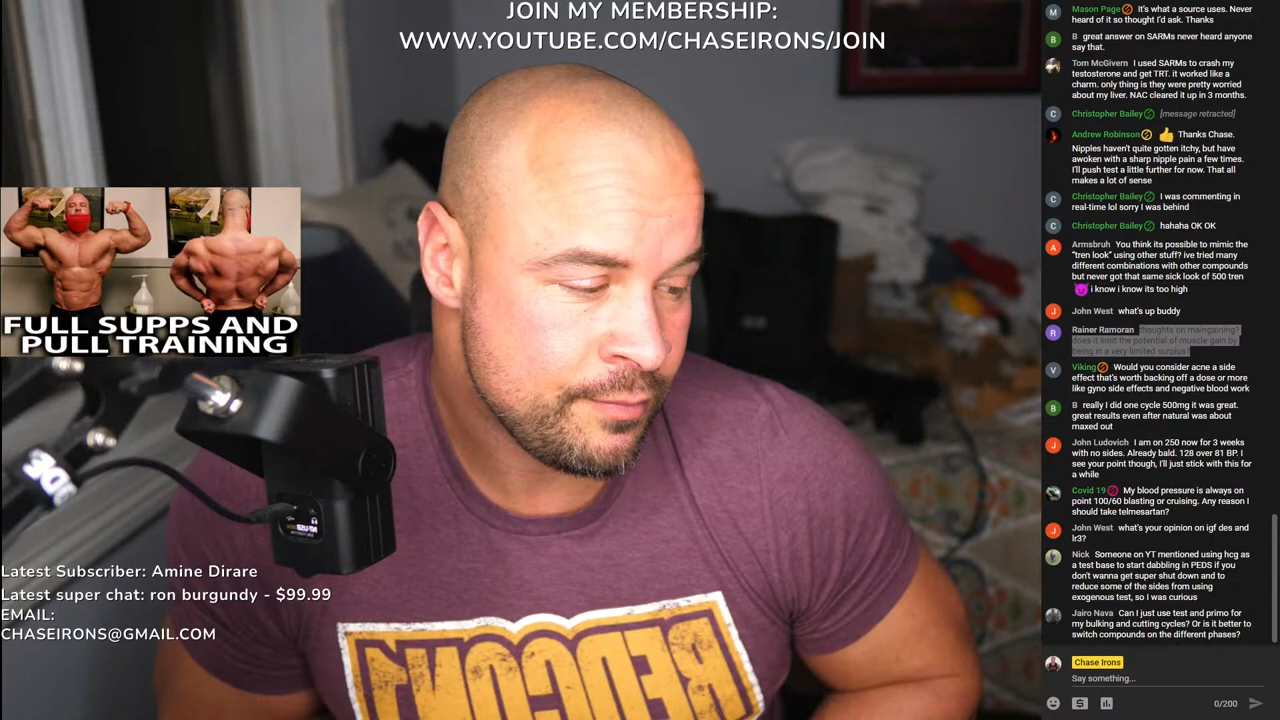 JOIN MY MEMBERSHIP:
WWW.YOUTUBE.COM/CHASEIRONS/JOIN
FULL SUPPS AND
PULL TRAINING
Latest Subscriber: Amine Dirare
Latest super chat: ron burgundy - $99.99
EMAIL:
CHASEIRONS@GMAIL.COM
REDCON
Mason Page It's what a source uses. Never
heard of it so thought I'd ask. Thanks
B great answer on SARMs never heard anyone
say that.
Tom McGivern I used SARMs to crash my
testosterone and get TRT. it worked like a
charm. only thing is they were pretty worried
about my liver. NAC cleared it up in 3 months.
Christopher Bailey [message retracted]
Andrew Robinson 👍 Thanks Chase.
Nipples haven't quite gotten itchy, but have
awoken with a sharp nipple pain a few times.
I'll push test a little further for now. That all
makes a lot of sense
Christopher Bailey I was commenting in
real-time lol sorry I was behind
Christopher Bailey hahaha OK OK
Armsbruh You think its possible to mimic the
"tren look" using other stuff? ive tried many
different combinations with other compounds
but never got that same sick look of 500 tren
😈 i know i know its too high
John West what's up buddy
Rainer Ramoran thoughts on maingaining?
does it limit the potential of muscle gain by
being in a very limited surplus?
Viking Would you consider acne a side
effect that's worth backing off a dose or more
like gyno side effects and negative blood work
B really I did one cycle 500mg it was great.
great results even after natural was about
maxed out
John Ludovich I am on 250 now for 3 weeks
with no sides. Already bald. 128 over 81 BP. I
see your point though, I'll just stick with this for
a while
Covid 19 My blood pressure is always on
point 100/60 blasting or cruising. Any reason I
should take telmesartan?
John West what's your opinion on igf des and
lr3?
Nick Someone on YT mentioned using hcg as
a test base to start dabbling in PEDS if you
don't wanna get super shut down and to
reduce some of the sides from using
exogenous test, so I was curious
Jairo Nava Can I just use test and primo for
my bulking and cutting cycles? Or is it better to
switch compounds on the different phases?
Chase Irons
Say something...
0/200